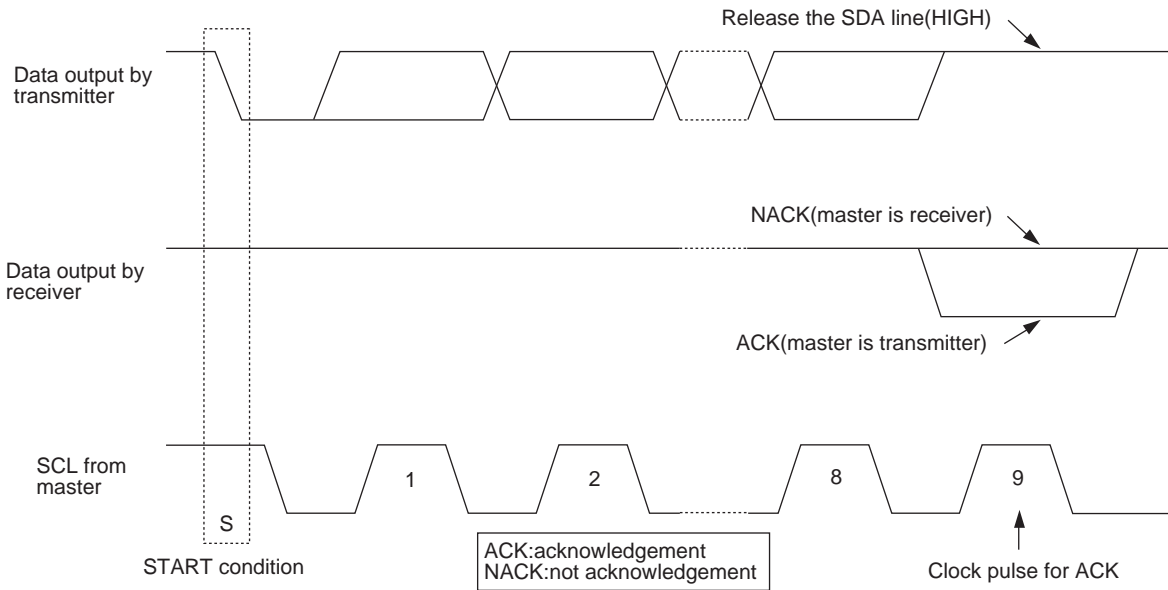 Release the SDA line(HIGH)
Data output by
transmitter
NACK(master is receiver)
Data output by
receiver
ACK(master is transmitter)
SCL from
master
1
2
8
9
S
START condition
ACK:acknowledgement
NACK:not acknowledgement
Clock pulse for ACK